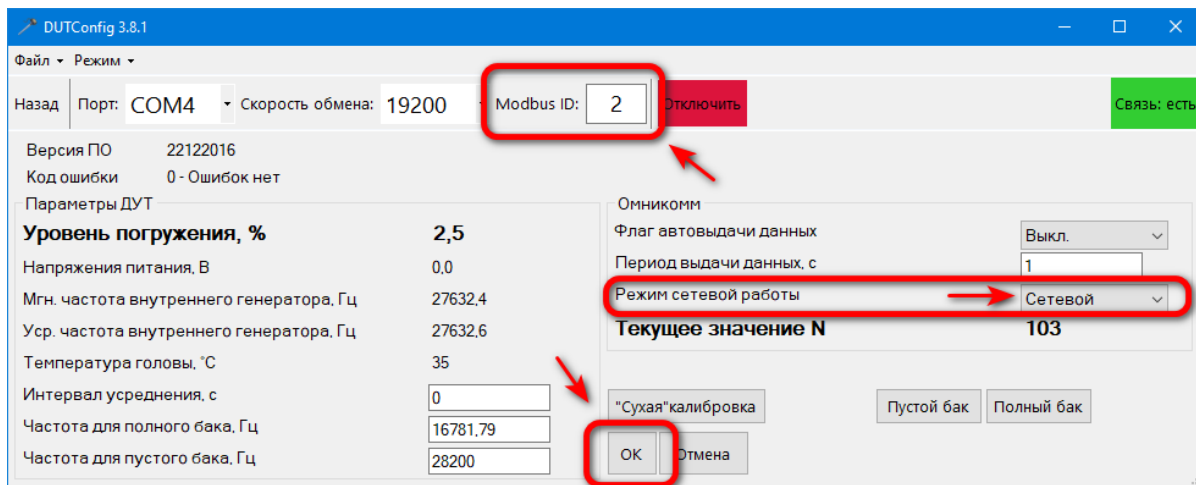 DUTConfig 3.8.1
Файл Режим
Назад Порт: COM4 Скорость обмена: 19200 Modbus ID: 2 Отключить Связь: есть
Версия ПО 22122016
Код ошибки 0 - Ошибок нет
Параметры ДУТ
Уровень погружения, % 2,5
Напряжения питания, В 0,0
Мгн. частота внутреннего генератора, Гц 27632,4
Уср. частота внутреннего генератора, Гц 27632,6
Температура головы, °С 35
Интервал усреднения, с 0
Частота для полного бака, Гц 16781,79
Частота для пустого бака, Гц 28200
Омникомм
Флаг автовыдачи данных Выкл.
Период выдачи данных, с 1
Режим сетевой работы Сетевой
Текущее значение N 103
"Сухая"калибровка Пустой бак Полный бак
OK Отмена